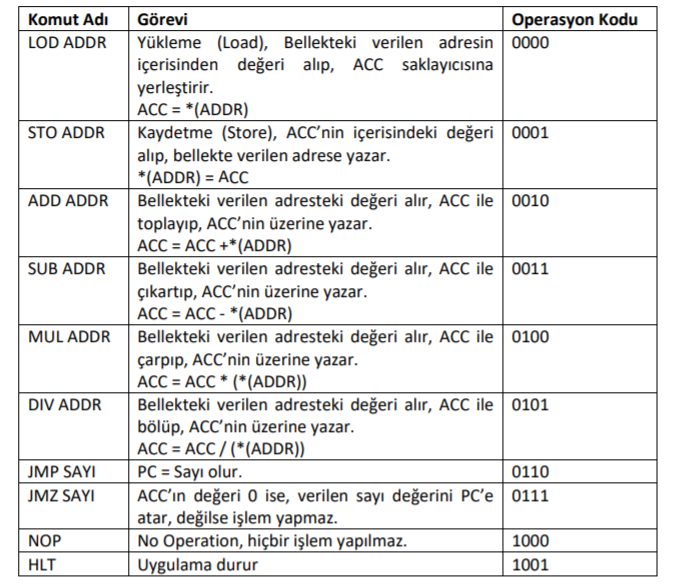 Komut Adı Görevi Operasyon Kodu
LOD ADDR Yükleme (Load), Bellekteki verilen adresin 0000
içerisinden değeri alıp, ACC saklayıcısına
yerleştirir.
ACC = *(ADDR)
STO ADDR Kaydetme (Store), ACC'nin içerisindeki değeri 0001
alıp, bellekte verilen adrese yazar.
*(ADDR) = ACC
ADD ADDR Bellekteki verilen adresteki değeri alır, ACC ile 0010
toplayıp, ACC'nin üzerine yazar.
ACC = ACC +*(ADDR)
SUB ADDR Bellekteki verilen adresteki değeri alır, ACC ile 0011
çıkartıp, ACC'nin üzerine yazar.
ACC = ACC - *(ADDR)
MUL ADDR Bellekteki verilen adresteki değeri alır, ACC ile 0100
çarpıp, ACC'nin üzerine yazar.
ACC = ACC * (*(ADDR))
DIV ADDR Bellekteki verilen adresteki değeri alır, ACC ile 0101
bölüp, ACC'nin üzerine yazar.
ACC = ACC / (*(ADDR))
JMP SAYI PC = Sayı olur. 0110
JMZ SAYI ACC'ın değeri 0 ise, verilen sayı değerini PC'e 0111
atar, değilse işlem yapmaz.
NOP No Operation, hiçbir işlem yapılmaz. 1000
HLT Uygulama durur 1001